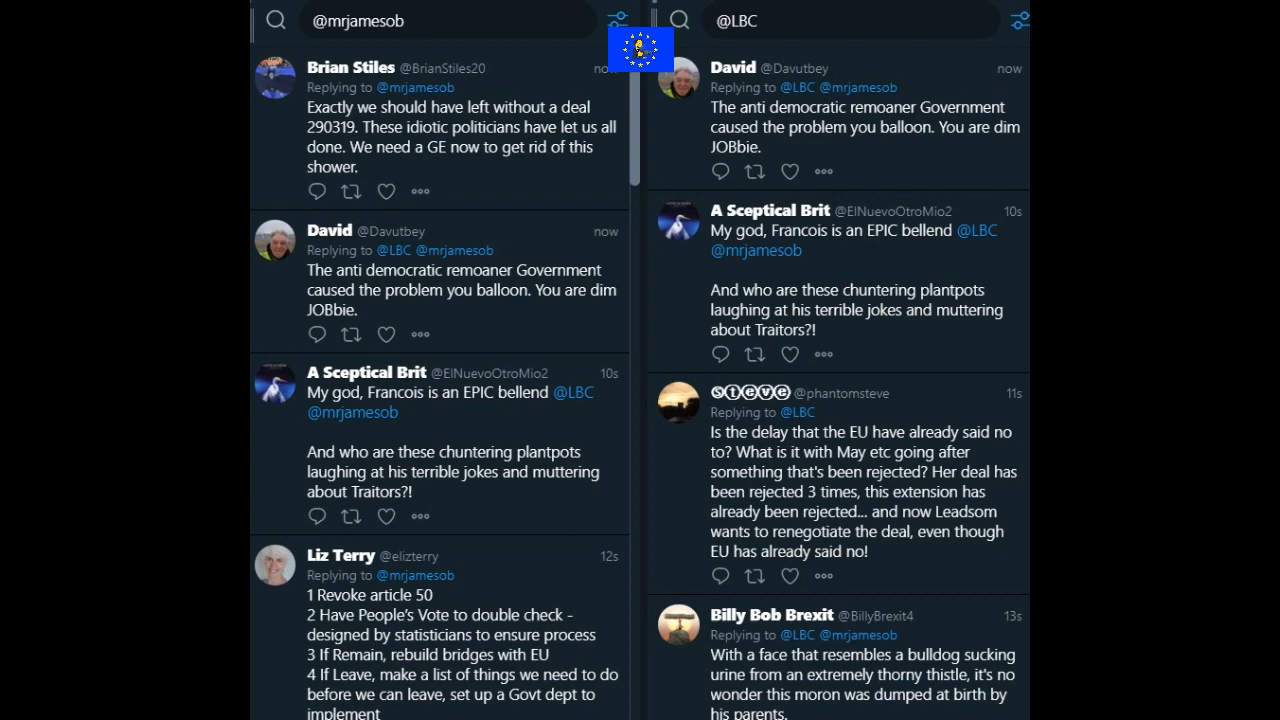 @mrjamesob
Brian Stiles @BrianStiles20 now
Replying to @mrjamesob
Exactly we should have left without a deal
290319. These idiotic politicians have let us all
done. We need a GE now to get rid of this
shower.
David @Davutbey now
Replying to @LBC @mrjamesob
The anti democratic remoaner Government
caused the problem you balloon. You are dim
JOBbie.
A Sceptical Brit @ElNuevoOtroMio2 10s
My god, Francois is an EPIC bellend @LBC
@mrjamesob
And who are these chuntering plantpots
laughing at his terrible jokes and muttering
about Traitors?!
Liz Terry @elizterry 12s
Replying to @mrjamesob
1 Revoke article 50
2 Have People's Vote to double check -
designed by statisticians to ensure process
3 If Remain, rebuild bridges with EU
4 If Leave, make a list of things we need to do
before we can leave, set up a Govt dept to
implement
@LBC
David @Davutbey now
Replying to @LBC @mrjamesob
The anti democratic remoaner Government
caused the problem you balloon. You are dim
JOBbie.
A Sceptical Brit @ElNuevoOtroMio2 10s
My god, Francois is an EPIC bellend @LBC
@mrjamesob
And who are these chuntering plantpots
laughing at his terrible jokes and muttering
about Traitors?!
Ⓢⓣⓔⓥⓔ @phantomsteve 11s
Replying to @LBC
Is the delay that the EU have already said no
to? What is it with May etc going after
something that's been rejected? Her deal has
been rejected 3 times, this extension has
already been rejected... and now Leadsom
wants to renegotiate the deal, even though
EU has already said no!
Billy Bob Brexit @BillyBrexit4 13s
Replying to @LBC @mrjamesob
With a face that resembles a bulldog sucking
urine from an extremely thorny thistle, it's no
wonder this moron was dumped at birth by
his parents.